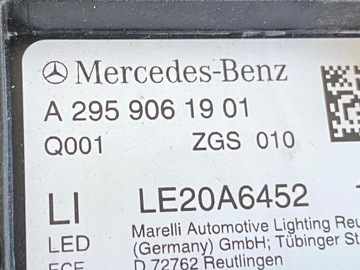 Mercedes-Benz
A 295 906 19 01
Q001 ZGS 010
LI LE20A6452
LED Marelli Automotive Lighting Reu
(Germany) GmbH; Tübinger St
ECE D 72762 Reutlingen